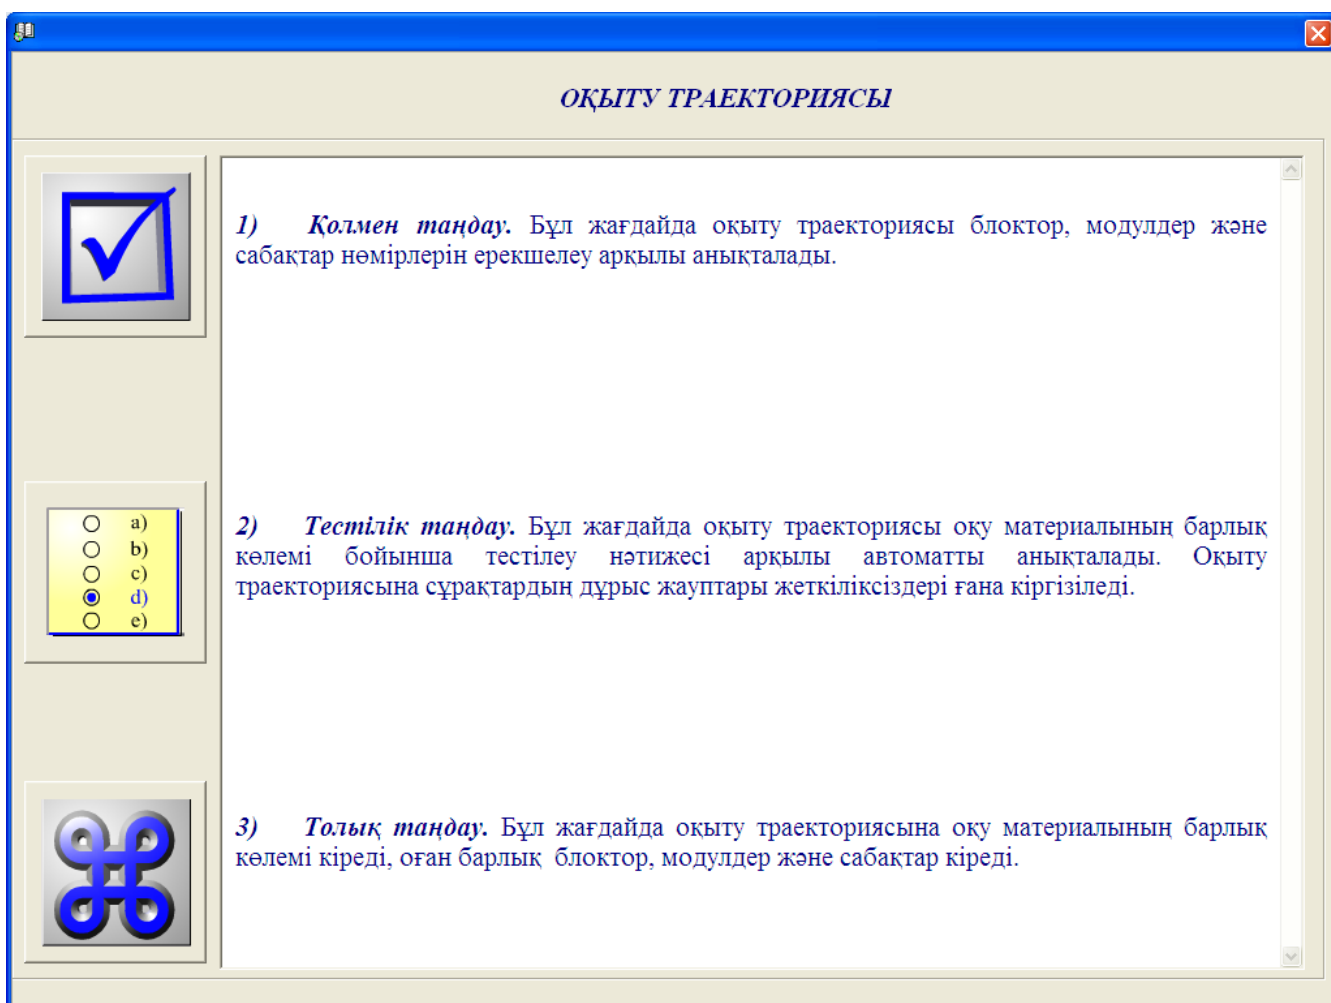 ОҚЫТУ ТРАЕКТОРИЯСЫ
1) Қолмен таңдау. Бұл жағдайда оқыту траекториясы блоктор, модулдер және
сабақтар нөмірлерін ерекшелеу арқылы анықталады.
a)
b)
c)
d)
e)
2) Тестілік таңдау. Бұл жағдайда оқыту траекториясы оқу материалының барлық
көлемі бойынша тестілеу нәтижесі арқылы автоматты анықталады. Оқыту
траекториясына сұрақтардың дұрыс жауптары жеткіліксіздері ғана кіргізіледі.
3) Толық таңдау. Бұл жағдайда оқыту траекториясына оқу материалының барлық
көлемі кіреді, оған барлық блоктор, модулдер және сабақтар кіреді.